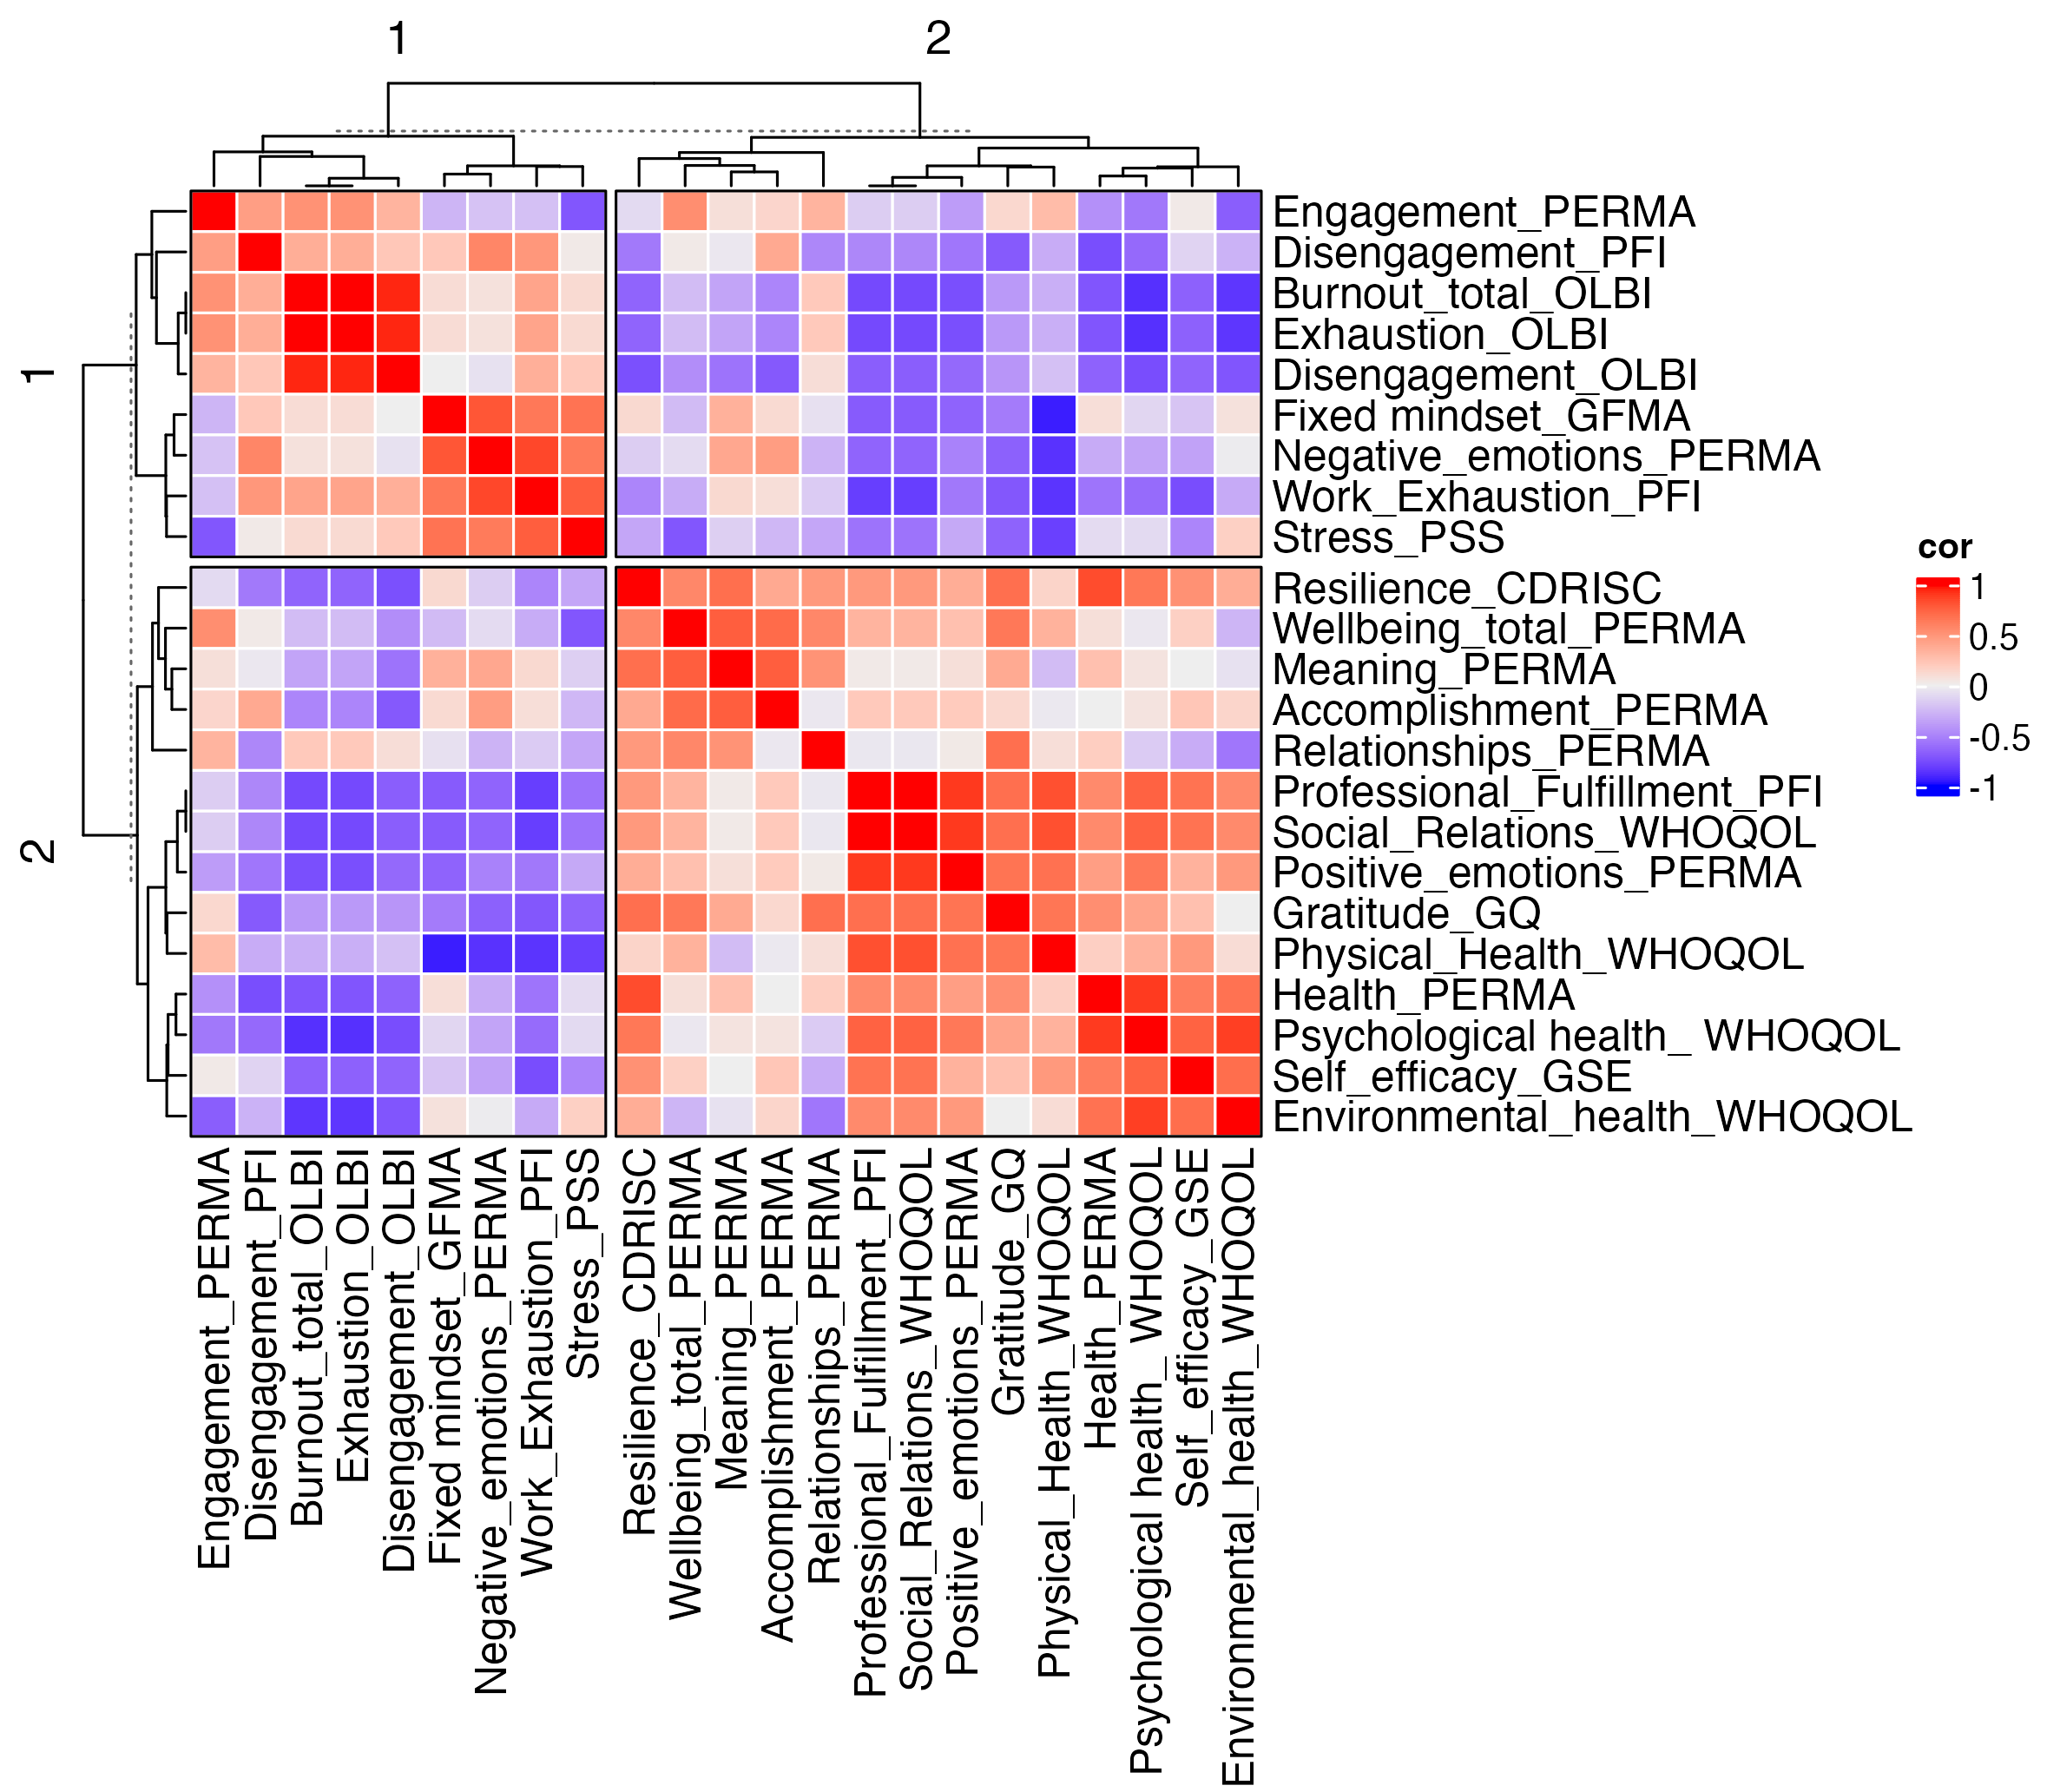 1
2
1
2
Engagement_PERMA
Disengagement_PFI
Burnout_total_OLBI
Exhaustion_OLBI
Disengagement_OLBI
Fixed mindset_GFMA
Negative_emotions_PERMA
Work_Exhaustion_PFI
Stress_PSS
Resilience_CDRISC
Wellbeing_total_PERMA
Meaning_PERMA
Accomplishment_PERMA
Relationships_PERMA
Professional_Fulfillment_PFI
Social_Relations_WHOQOL
Positive_emotions_PERMA
Gratitude_GQ
Physical_Health_WHOQOL
Health_PERMA
Psychological health_ WHOQOL
Self_efficacy_GSE
Environmental_health_WHOQOL
cor
1
0.5
0
-0.5
-1
Engagement_PERMA
Disengagement_PFI
Burnout_total_OLBI
Exhaustion_OLBI
Disengagement_OLBI
Fixed mindset_GFMA
Negative_emotions_PERMA
Work_Exhaustion_PFI
Stress_PSS
Resilience_CDRISC
Wellbeing_total_PERMA
Meaning_PERMA
Accomplishment_PERMA
Relationships_PERMA
Professional_Fulfillment_PFI
Social_Relations_WHOQOL
Positive_emotions_PERMA
Gratitude_GQ
Physical_Health_WHOQOL
Health_PERMA
Psychological health_ WHOQOL
Self_efficacy_GSE
Environmental_health_WHOQOL